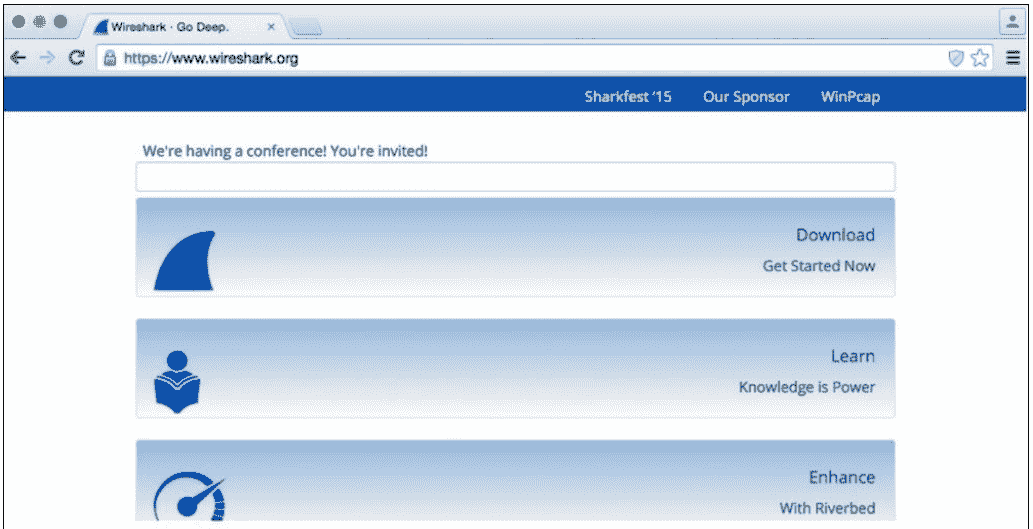 Wireshark · Go Deep.
https://www.wireshark.org
Sharkfest ‘15 Our Sponsor WinPcap
We're having a conference! You're invited!
Download
Get Started Now
Learn
Knowledge is Power
Enhance
With Riverbed